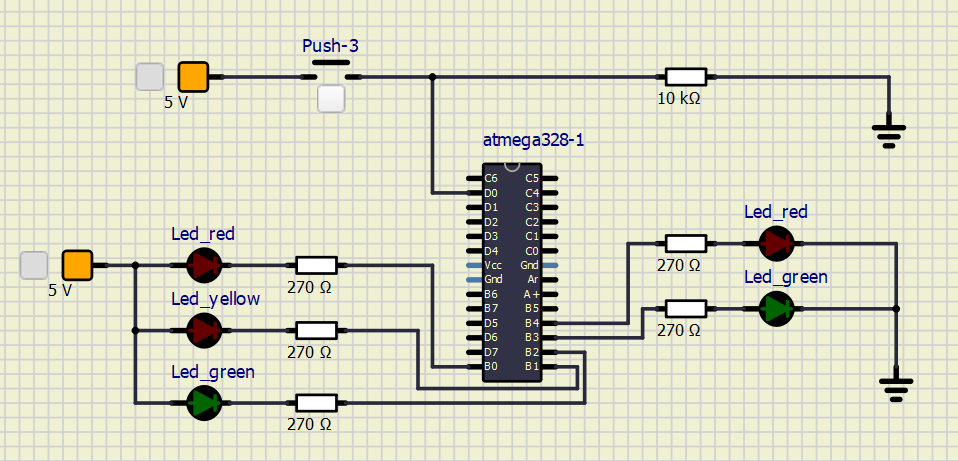 Push-3
5 V
10 kΩ
atmega328-1
C6 C5
D0 C4
D1 C3
D2 C2
D3 C1
D4 C0
Vcc Gnd
Gnd Ar
B6 A+
B7 B5
D5 B4
D6 B3
D7 B2
B0 B1
Led_red
5 V
270 Ω
Led_yellow
270 Ω
Led_green
270 Ω
Led_red
270 Ω
Led_green
270 Ω